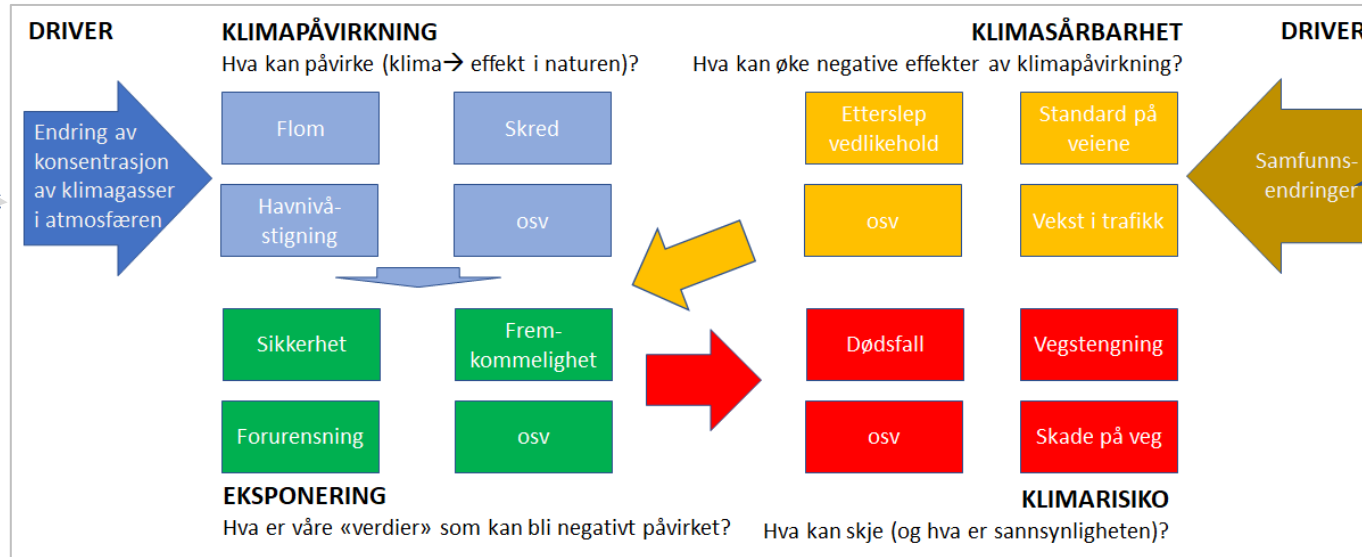 DRIVER
KLIMAPÅVIRKNING
Hva kan påvirke (klima→ effekt i naturen)?
KLIMASÅRBARHET
Hva kan øke negative effekter av klimapåvirkning?
DRIVER
Endring av
konsentrasjon
av klimagasser
i atmosfæren
Flom
Skred
Havnivå-
stigning
osv
Etterslep
vedlikehold
Standard på
veiene
osv
Vekst i trafikk
Samfunns-
endringer
Sikkerhet
Frem-
kommelighet
Forurensning
osv
Dødsfall
Vegstengning
osv
Skade på veg
EKSPONERING
Hva er våre «verdier» som kan bli negativt påvirket?
KLIMARISIKO
Hva kan skje (og hva er sannsynligheten)?